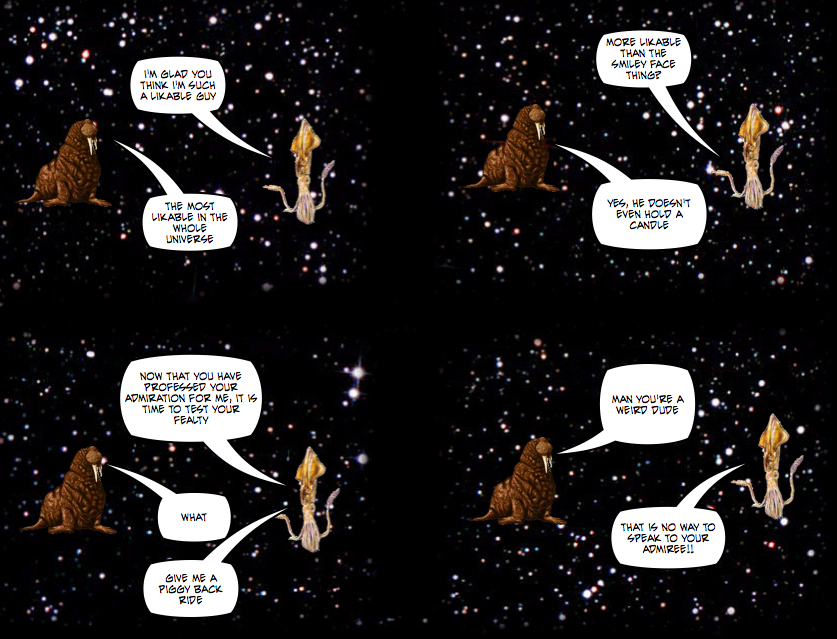 I'M GLAD YOU
THINK I'M SUCH
A LIKABLE GUY
THE MOST
LIKABLE IN THE
WHOLE
UNIVERSE
MORE LIKABLE
THAN THE
SMILEY FACE
THING?
YES, HE DOESN'T
EVEN HOLD A
CANDLE
NOW THAT YOU HAVE
PROFESSED YOUR
ADMIRATION FOR ME, IT IS
TIME TO TEST YOUR
FEALTY
WHAT
GIVE ME A
PIGGY BACK
RIDE
MAN YOU'RE A
WEIRD DUDE
THAT IS NO WAY TO
SPEAK TO YOUR
ADMIREE!!